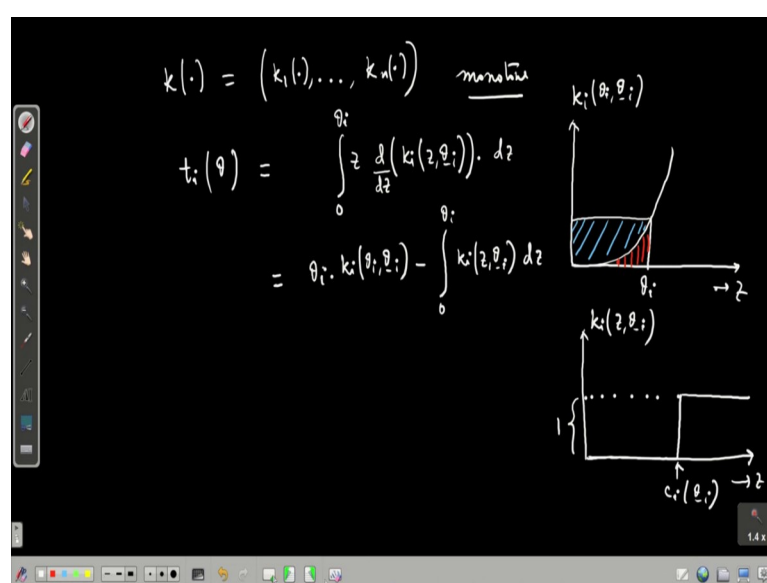 k(·) = (k₁(·), ..., kₙ(·)) monotone
tᵢ(θ) = ∫₀^θᵢ z d/dz (kᵢ(z, θ̲ᵢ)) · dz
= θᵢ · kᵢ(θᵢ, θ̲ᵢ) − ∫₀^θᵢ kᵢ(z, θ̲ᵢ) dz
kᵢ(θᵢ, θ̲ᵢ)
θᵢ → z
kᵢ(z, θ̲ᵢ)
1 {
cᵢ(θ̲ᵢ) → z
1.4 x